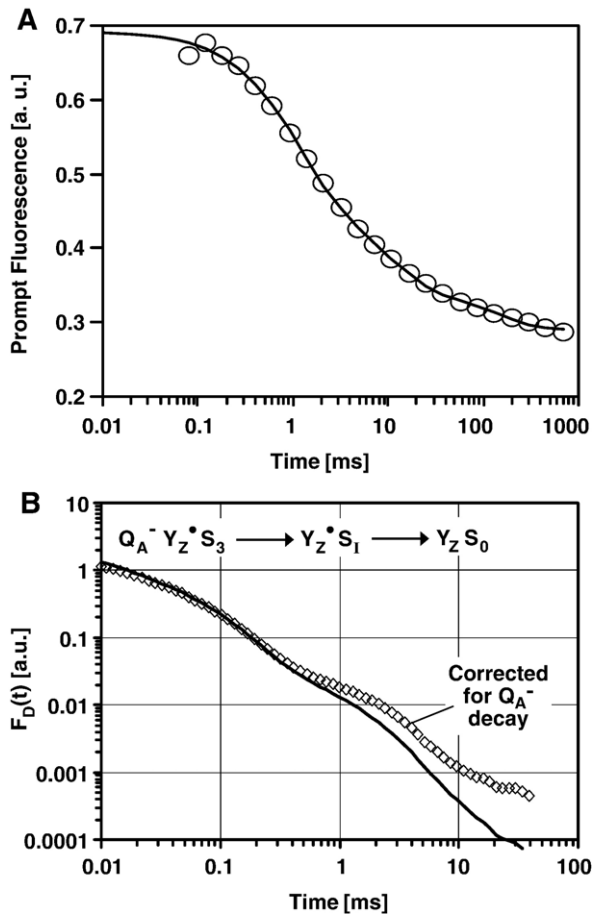 A
Prompt Fluorescence [a. u.]
0.7
0.6
0.5
0.4
0.3
0.2
0.01 0.1 1 10 100 1000
Time [ms]
B
F_D(t) [a.u.]
10
1
0.1
0.01
0.001
0.0001
Q_A^- Y_Z^• S_3 → Y_Z^• S_I → Y_Z S_0
Corrected
for Q_A^-
decay
0.01 0.1 1 10 100
Time [ms]